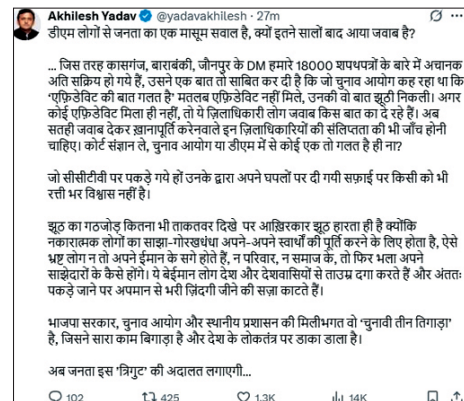 Akhilesh Yadav @yadavakhilesh · 27m
डीएम लोगों से जनता का एक मासूम सवाल है, क्यों इतने सालों बाद आया जवाब है?
... जिस तरह कासगंज, बाराबंकी, जौनपुर के DM हमारे 18000 शपथपत्रों के बारे में अचानक
अति सक्रिय हो गये हैं, उसने एक बात तो साबित कर दी है कि जो चुनाव आयोग कह रहा था कि
‘एफ़िडेविट की बात गलत है’ मतलब एफ़िडेविट नहीं मिले, उनकी वो बात झूठी निकली। अगर
कोई एफ़िडेविट मिला ही नहीं, तो ये ज़िलाधिकारी लोग जवाब किस बात का दे रहे हैं। अब
सतही जवाब देकर ख़ानापूर्ति करनेवाले इन ज़िलाधिकारियों की संलिप्तता की भी जाँच होनी
चाहिए। कोर्ट संज्ञान ले, चुनाव आयोग या डीएम में से कोई एक तो गलत है ही ना?
जो सीसीटीवी पर पकड़े गये हों उनके द्वारा अपने घपलों पर दी गयी सफ़ाई पर किसी को भी
रत्ती भर विश्वास नहीं है।
झूठ का गठजोड़ कितना भी ताकतवर दिखे पर आख़िरकार झूठ हारता ही है क्योंकि
नकारात्मक लोगों का साझा-गोरखधंधा अपने-अपने स्वार्थों की पूर्ति करने के लिए होता है, ऐसे
भ्रष्ट लोग न तो अपने ईमान के सगे होते हैं, न परिवार, न समाज के, तो फिर भला अपने
साझेदारों के कैसे होंगे। ये बेईमान लोग देश और देशवासियों से ताउम्र दगा करते हैं और अंततः
पकड़े जाने पर अपमान से भरी ज़िंदगी जीने की सज़ा काटते हैं।
भाजपा सरकार, चुनाव आयोग और स्थानीय प्रशासन की मिलीभगत वो ‘चुनावी तीन तिगाड़ा’
है, जिसने सारा काम बिगाड़ा है और देश के लोकतंत्र पर डाका डाला है।
अब जनता इस ‘त्रिगुट’ की अदालत लगाएगी...
102 425 1.3K 14K